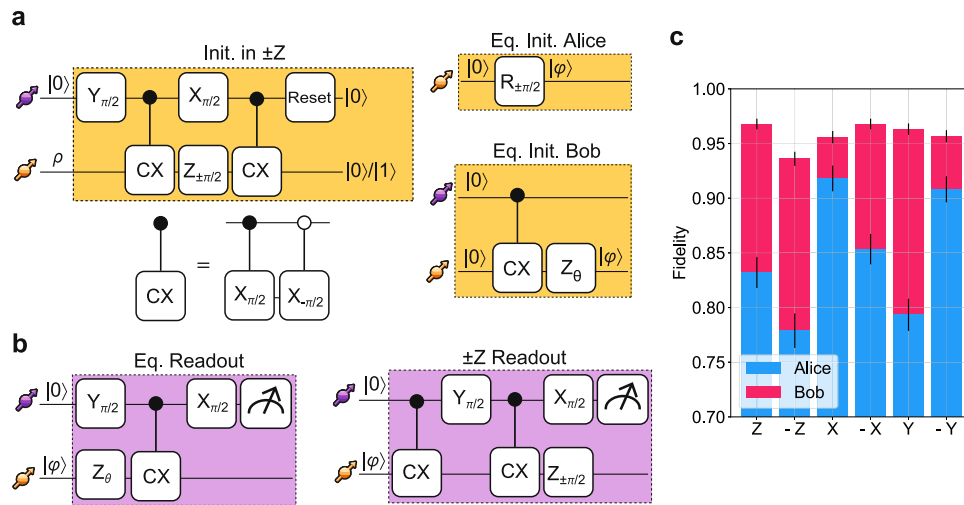 a
Init. in ±Z
|0⟩ Y_{π/2} X_{π/2} Reset |0⟩
ρ CX Z_{±π/2} CX |0⟩/|1⟩
CX = X_{π/2} X_{-π/2}
Eq. Init. Alice
|0⟩ R_{±π/2} |φ⟩
Eq. Init. Bob
|0⟩
|0⟩ CX Z_θ |φ⟩
b
Eq. Readout
|0⟩ Y_{π/2} X_{π/2}
|φ⟩ Z_θ CX
±Z Readout
|0⟩ Y_{π/2} X_{π/2}
|φ⟩ CX CX Z_{±π/2}
c
Fidelity
1.00
0.95
0.90
0.85
0.80
0.75
0.70
Alice
Bob
Z -Z X -X Y -Y